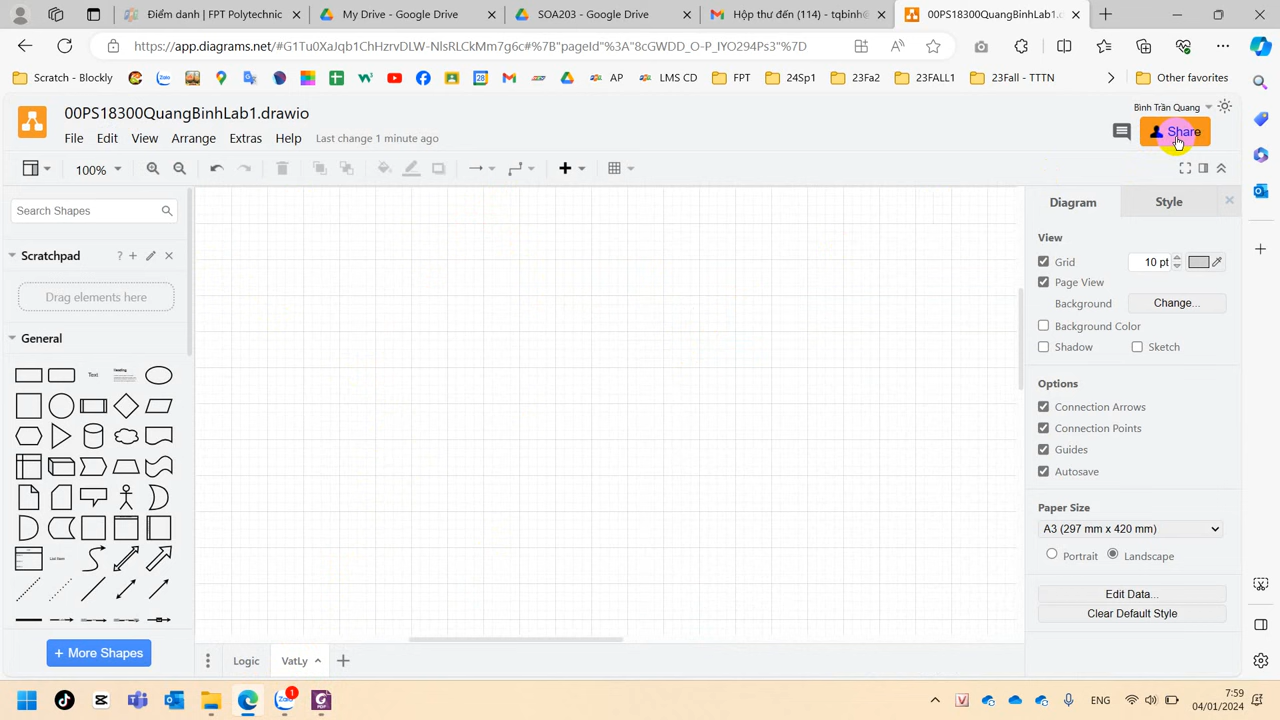 Điểm danh | FPT Polytechnic
My Drive - Google Drive
SOA203 - Google Drive
Hộp thư đến (114) - tqbinh
00PS18300QuangBinhLab1.d
https://app.diagrams.net/#G1Tu0XaJqb1ChHzrvDLW-NlsRLCkMm7g6c#%7B"pageId"%3A"8cGWDD_O-P_IYO294Ps3"%7D
Scratch - Blockly
AP
LMS CD
FPT
24Sp1
23Fa2
23FALL1
23Fall - TTTN
Other favorites
00PS18300QuangBinhLab1.drawio
Bình Trần Quang
File Edit View Arrange Extras Help Last change 1 minute ago
Share
100%
Search Shapes
Scratchpad
?
Drag elements here
General
Text
Heading
List Item
+ More Shapes
Logic
VatLy
Diagram
Style
View
Grid
10 pt
Page View
Background
Change...
Background Color
Shadow
Sketch
Options
Connection Arrows
Connection Points
Guides
Autosave
Paper Size
A3 (297 mm x 420 mm)
Portrait
Landscape
Edit Data...
Clear Default Style
1
ENG
7:59
04/01/2024